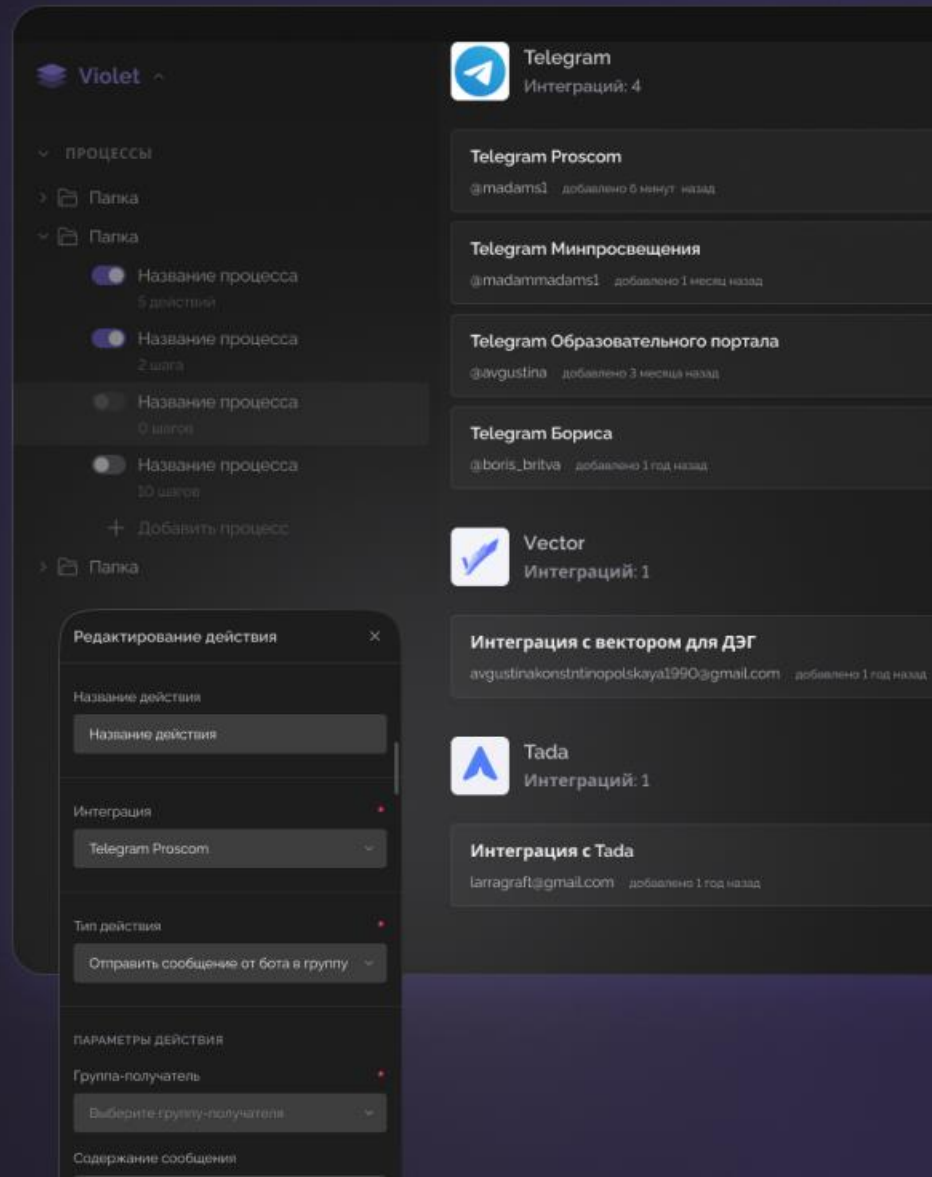 Violet
ПРОЦЕССЫ
Папка
Папка
Название процесса
5 действий
Название процесса
2 шага
Название процесса
0 шагов
Название процесса
10 шагов
Добавить процесс
Папка
Telegram
Интеграций: 4
Telegram Proscom
@madams1 добавлено 6 минут назад
Telegram Минпросвещения
@madammadams1 добавлено 1 месяц назад
Telegram Образовательного портала
@avgustina добавлено 3 месяца назад
Telegram Бориса
@boris_britva добавлено 1 год назад
Vector
Интеграций: 1
Интеграция с вектором для ДЭГ
avgustinakonstntinopolskaya1990@gmail.com добавлено 1 год назад
Tada
Интеграций: 1
Интеграция с Tada
larragraft@gmail.com добавлено 1 год назад
Редактирование действия
Название действия
Название действия
Интеграция *
Telegram Proscom
Тип действия *
Отправить сообщение от бота в группу
ПАРАМЕТРЫ ДЕЙСТВИЯ
Группа-получатель *
Выберите группу-получателя
Содержание сообщения